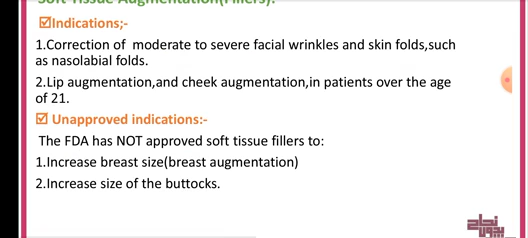 Soft Tissue Augmentation(Fillers):
☑Indications;-
1.Correction of  moderate to severe facial wrinkles and skin folds,such
as nasolabial folds.
2.Lip augmentation,and cheek augmentation,in patients over the age
of 21.
☑ Unapproved indications:-
The FDA has NOT approved soft tissue fillers to:
1.Increase breast size(breast augmentation)
2.Increase size of the buttocks.